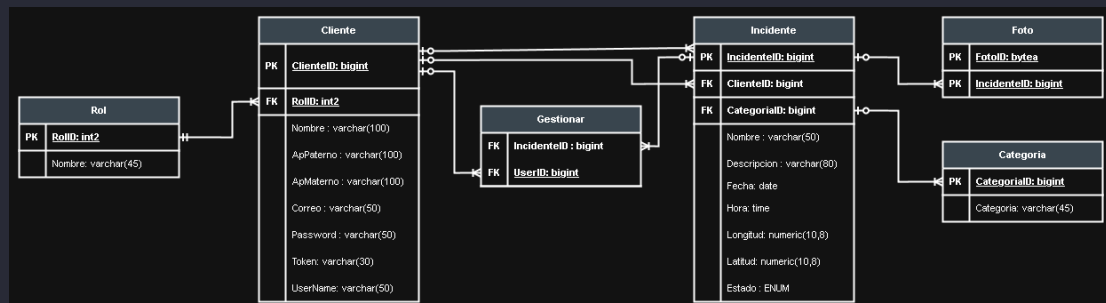 Rol
PK RolID: int2
Nombre: varchar(45)
Cliente
PK ClienteID: bigint
FK RolID: int2
Nombre : varchar(100)
ApPaterno : varchar(100)
ApMaterno : varchar(100)
Correo : varchar(50)
Password : varchar(50)
Token: varchar(30)
UserName: varchar(50)
Gestionar
FK IncidenteID : bigint
FK UserID: bigint
Incidente
PK IncidenteID: bigint
FK ClienteID: bigint
FK CategoriaID: bigint
Nombre : varchar(50)
Descripcion : varchar(80)
Fecha: date
Hora: time
Longitud: numeric(10,8)
Latitud: numeric(10,8)
Estado : ENUM
Foto
PK FotoID: bytea
PK IncidenteID: bigint
Categoria
PK CategoriaID: bigint
Categoria: varchar(45)